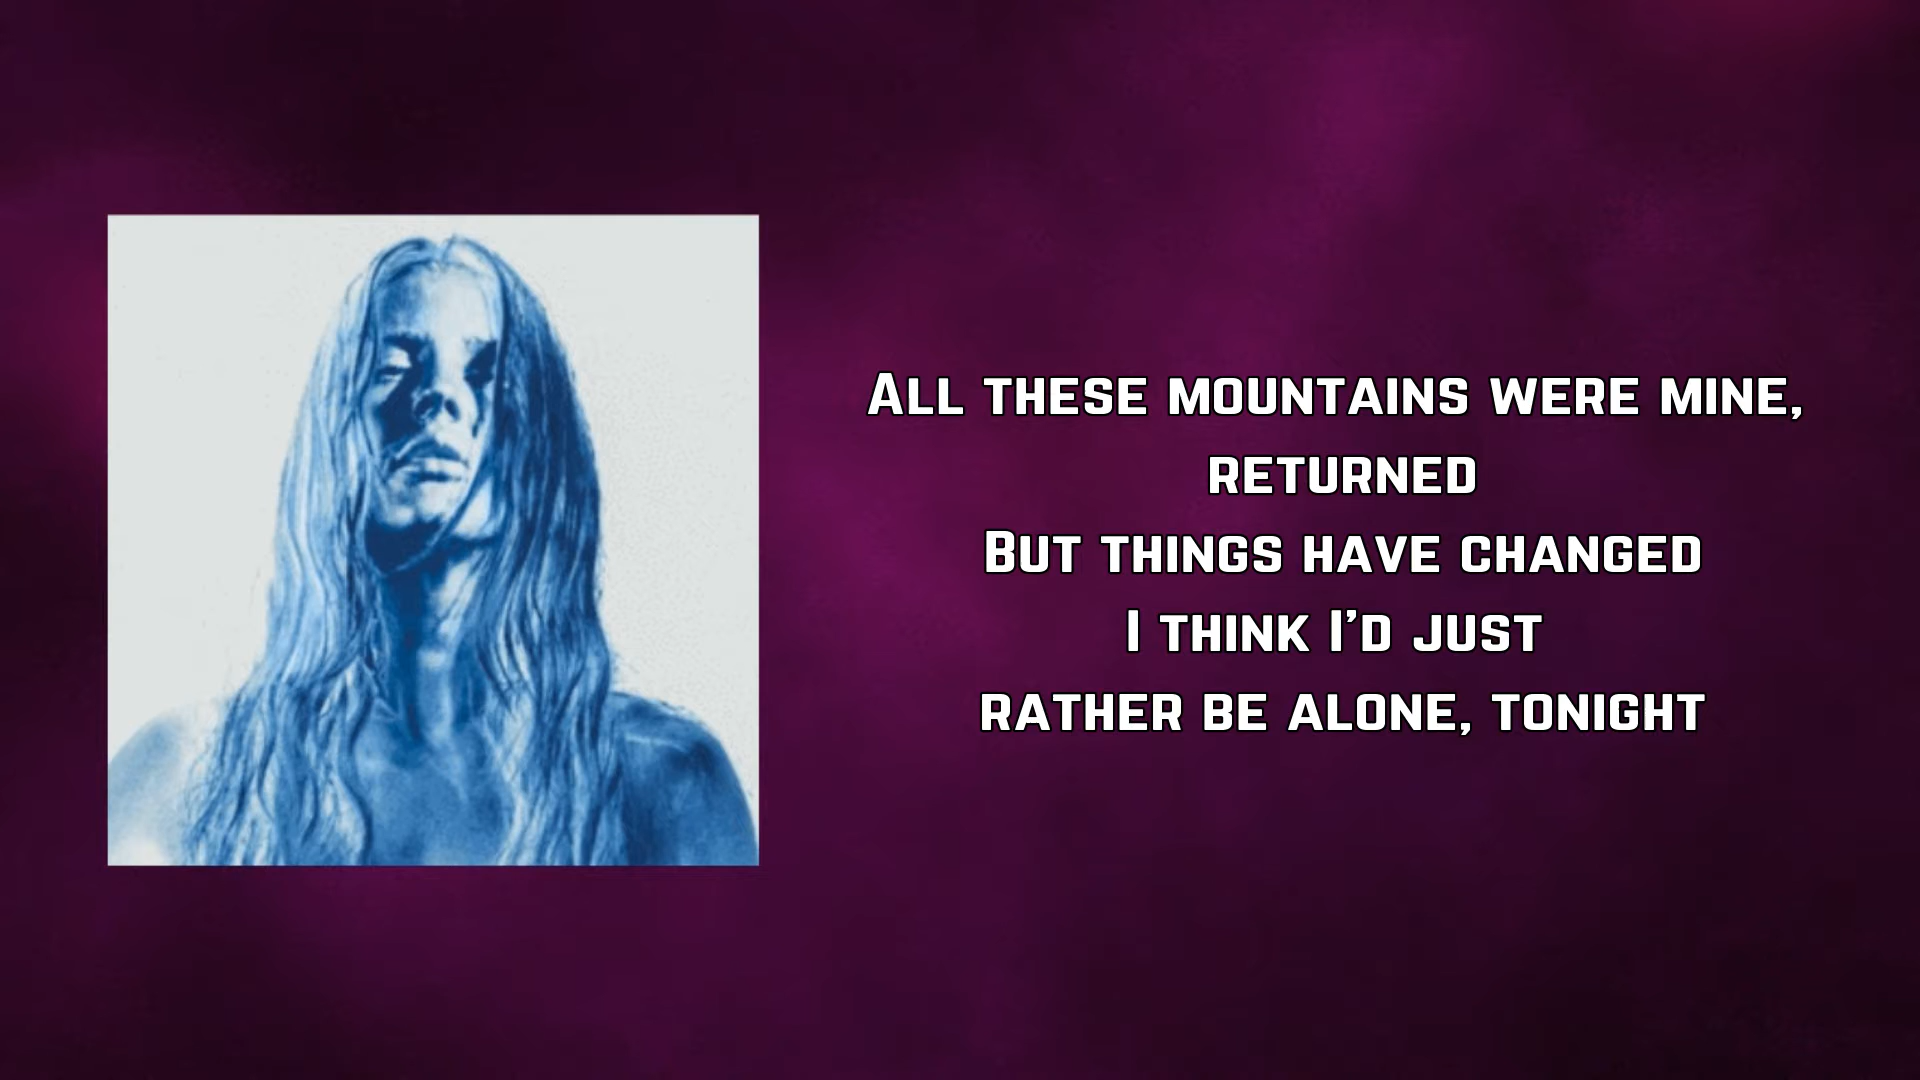 All these mountains were mine,
returned
But things have changed
I think I’d just
rather be alone, tonight